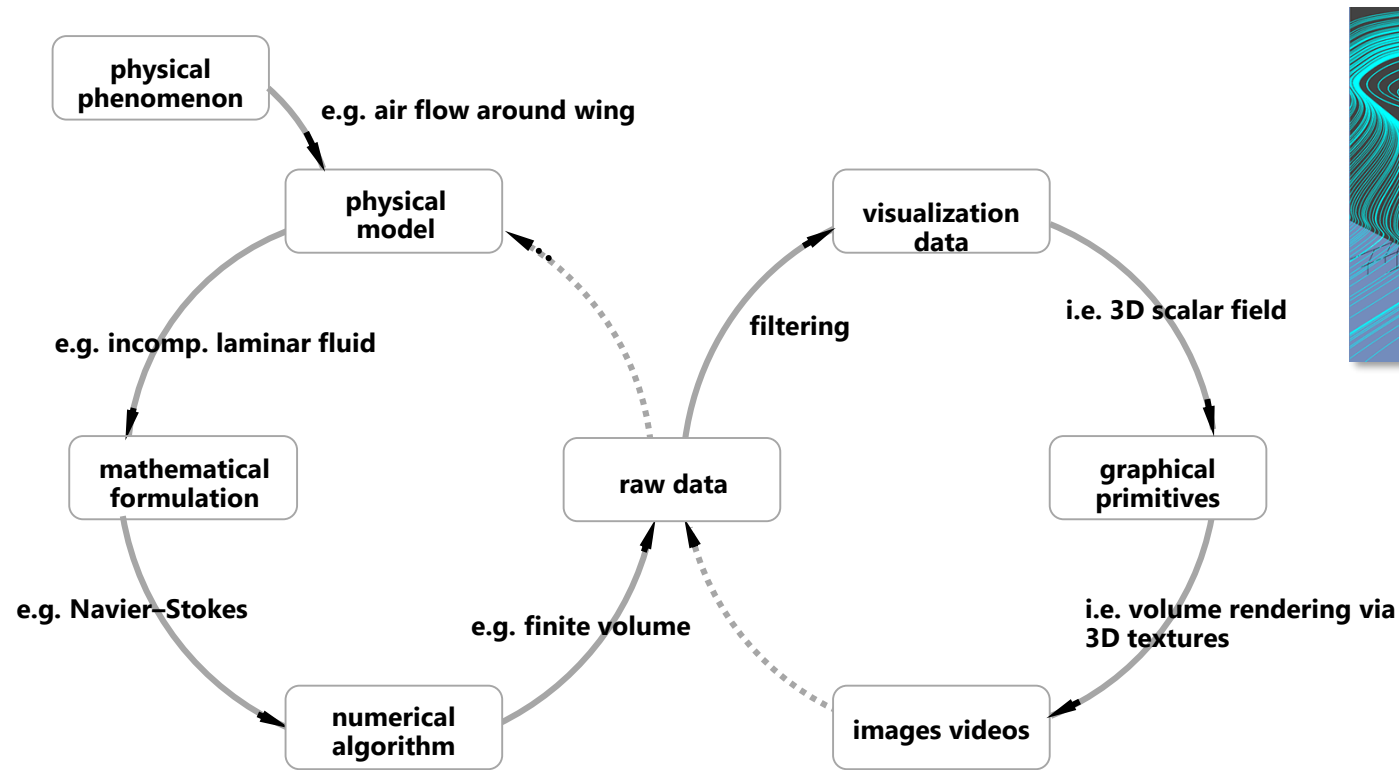 physical
phenomenon
e.g. air flow around wing
physical
model
visualization
data
i.e. 3D scalar field
filtering
e.g. incomp. laminar fluid
mathematical
formulation
raw data
graphical
primitives
e.g. Navier–Stokes
e.g. finite volume
i.e. volume rendering via
3D textures
numerical
algorithm
images videos